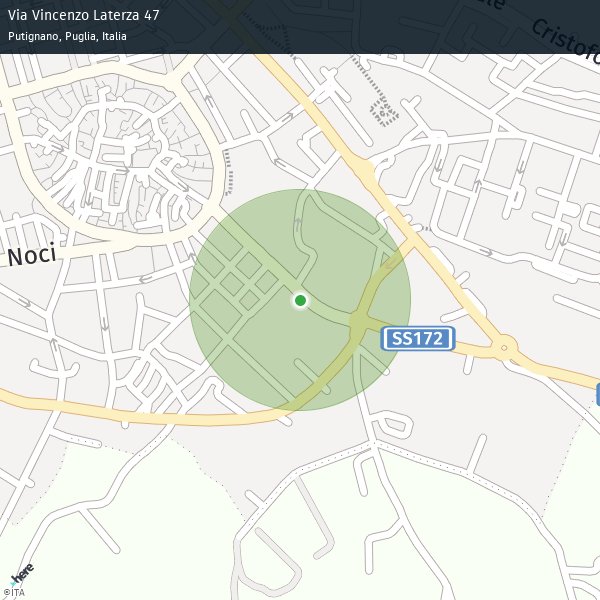 Via Vincenzo Laterza 47
Putignano, Puglia, Italia
Noci
SS172
here
©ITA